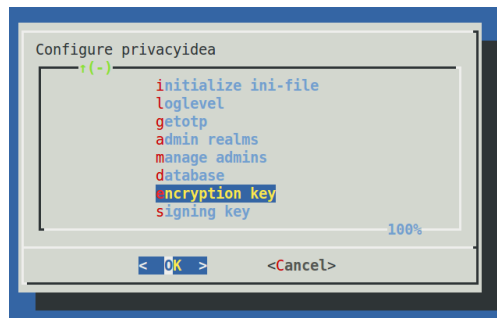 Configure privacyidea
↑(-)
initialize ini-file
loglevel
getotp
admin realms
manage admins
database
encryption key
signing key
100%
< OK > <Cancel>